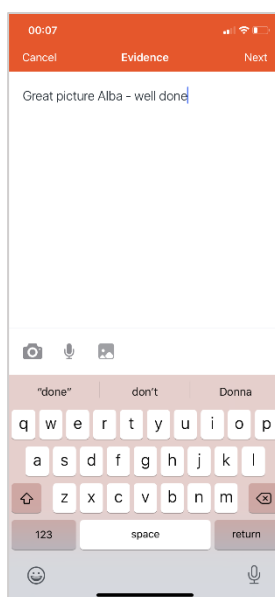 00:07
Cancel Evidence Next
Great picture Alba - well done
"done" don't Donna
q w e r t y u i o p
a s d f g h j k l
z x c v b n m
123 space return